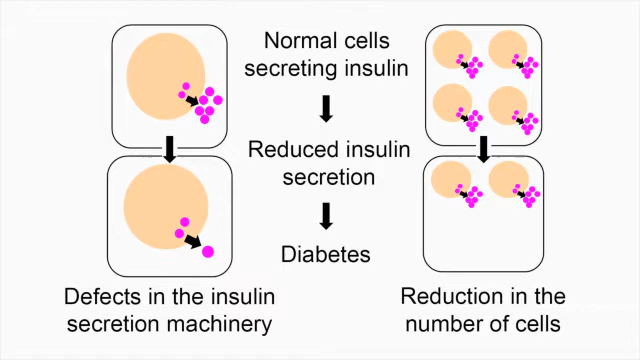 Normal cells
secreting insulin
Reduced insulin
secretion
Diabetes
Defects in the insulin
secretion machinery
Reduction in the
number of cells